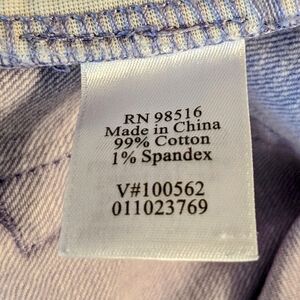 RN 98516
Made in China
99% Cotton
1% Spandex
V#100562
011023769